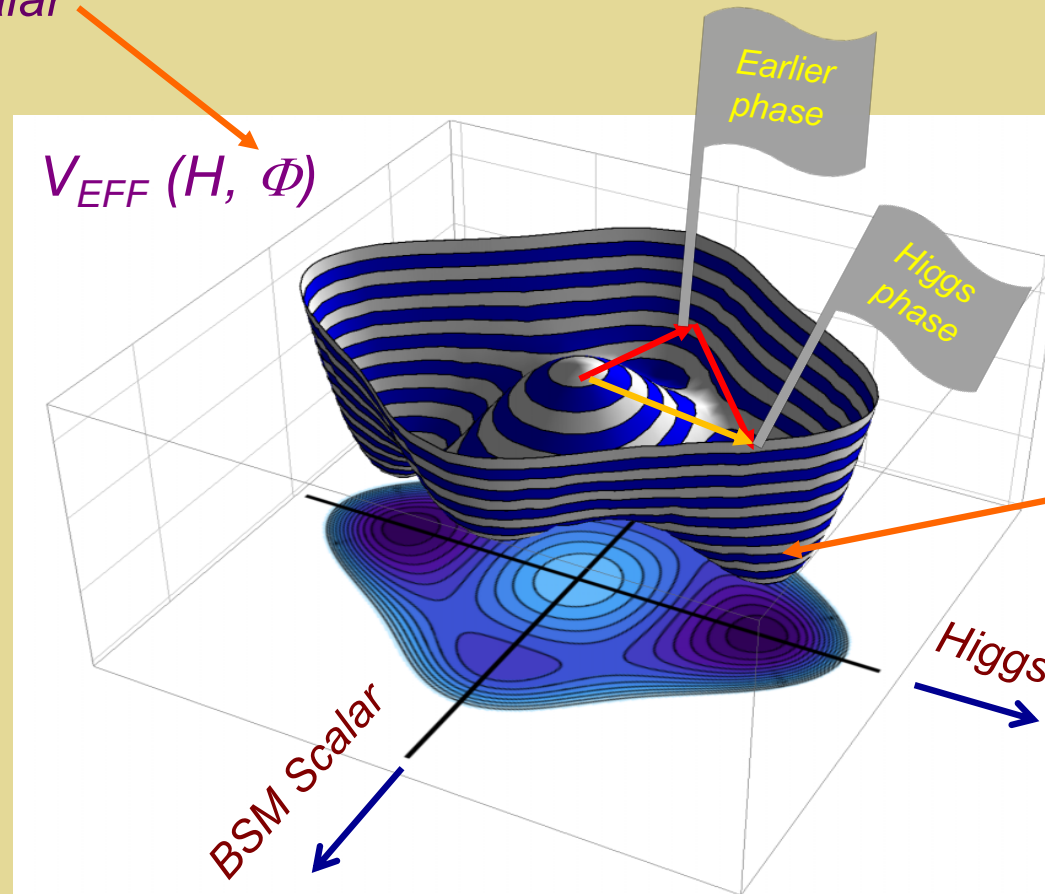 Earlier
phase
V_EFF (H, Φ)
Higgs
phase
Higgs
BSM Scalar